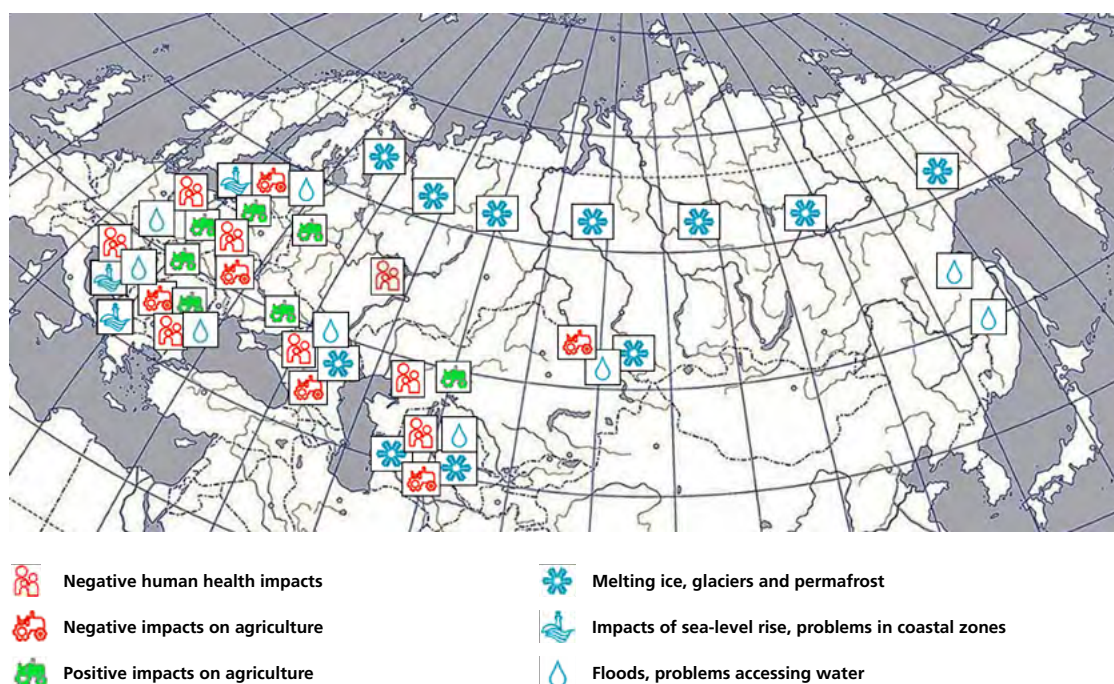 Negative human health impacts
Melting ice, glaciers and permafrost
Negative impacts on agriculture
Impacts of sea-level rise, problems in coastal zones
Positive impacts on agriculture
Floods, problems accessing water